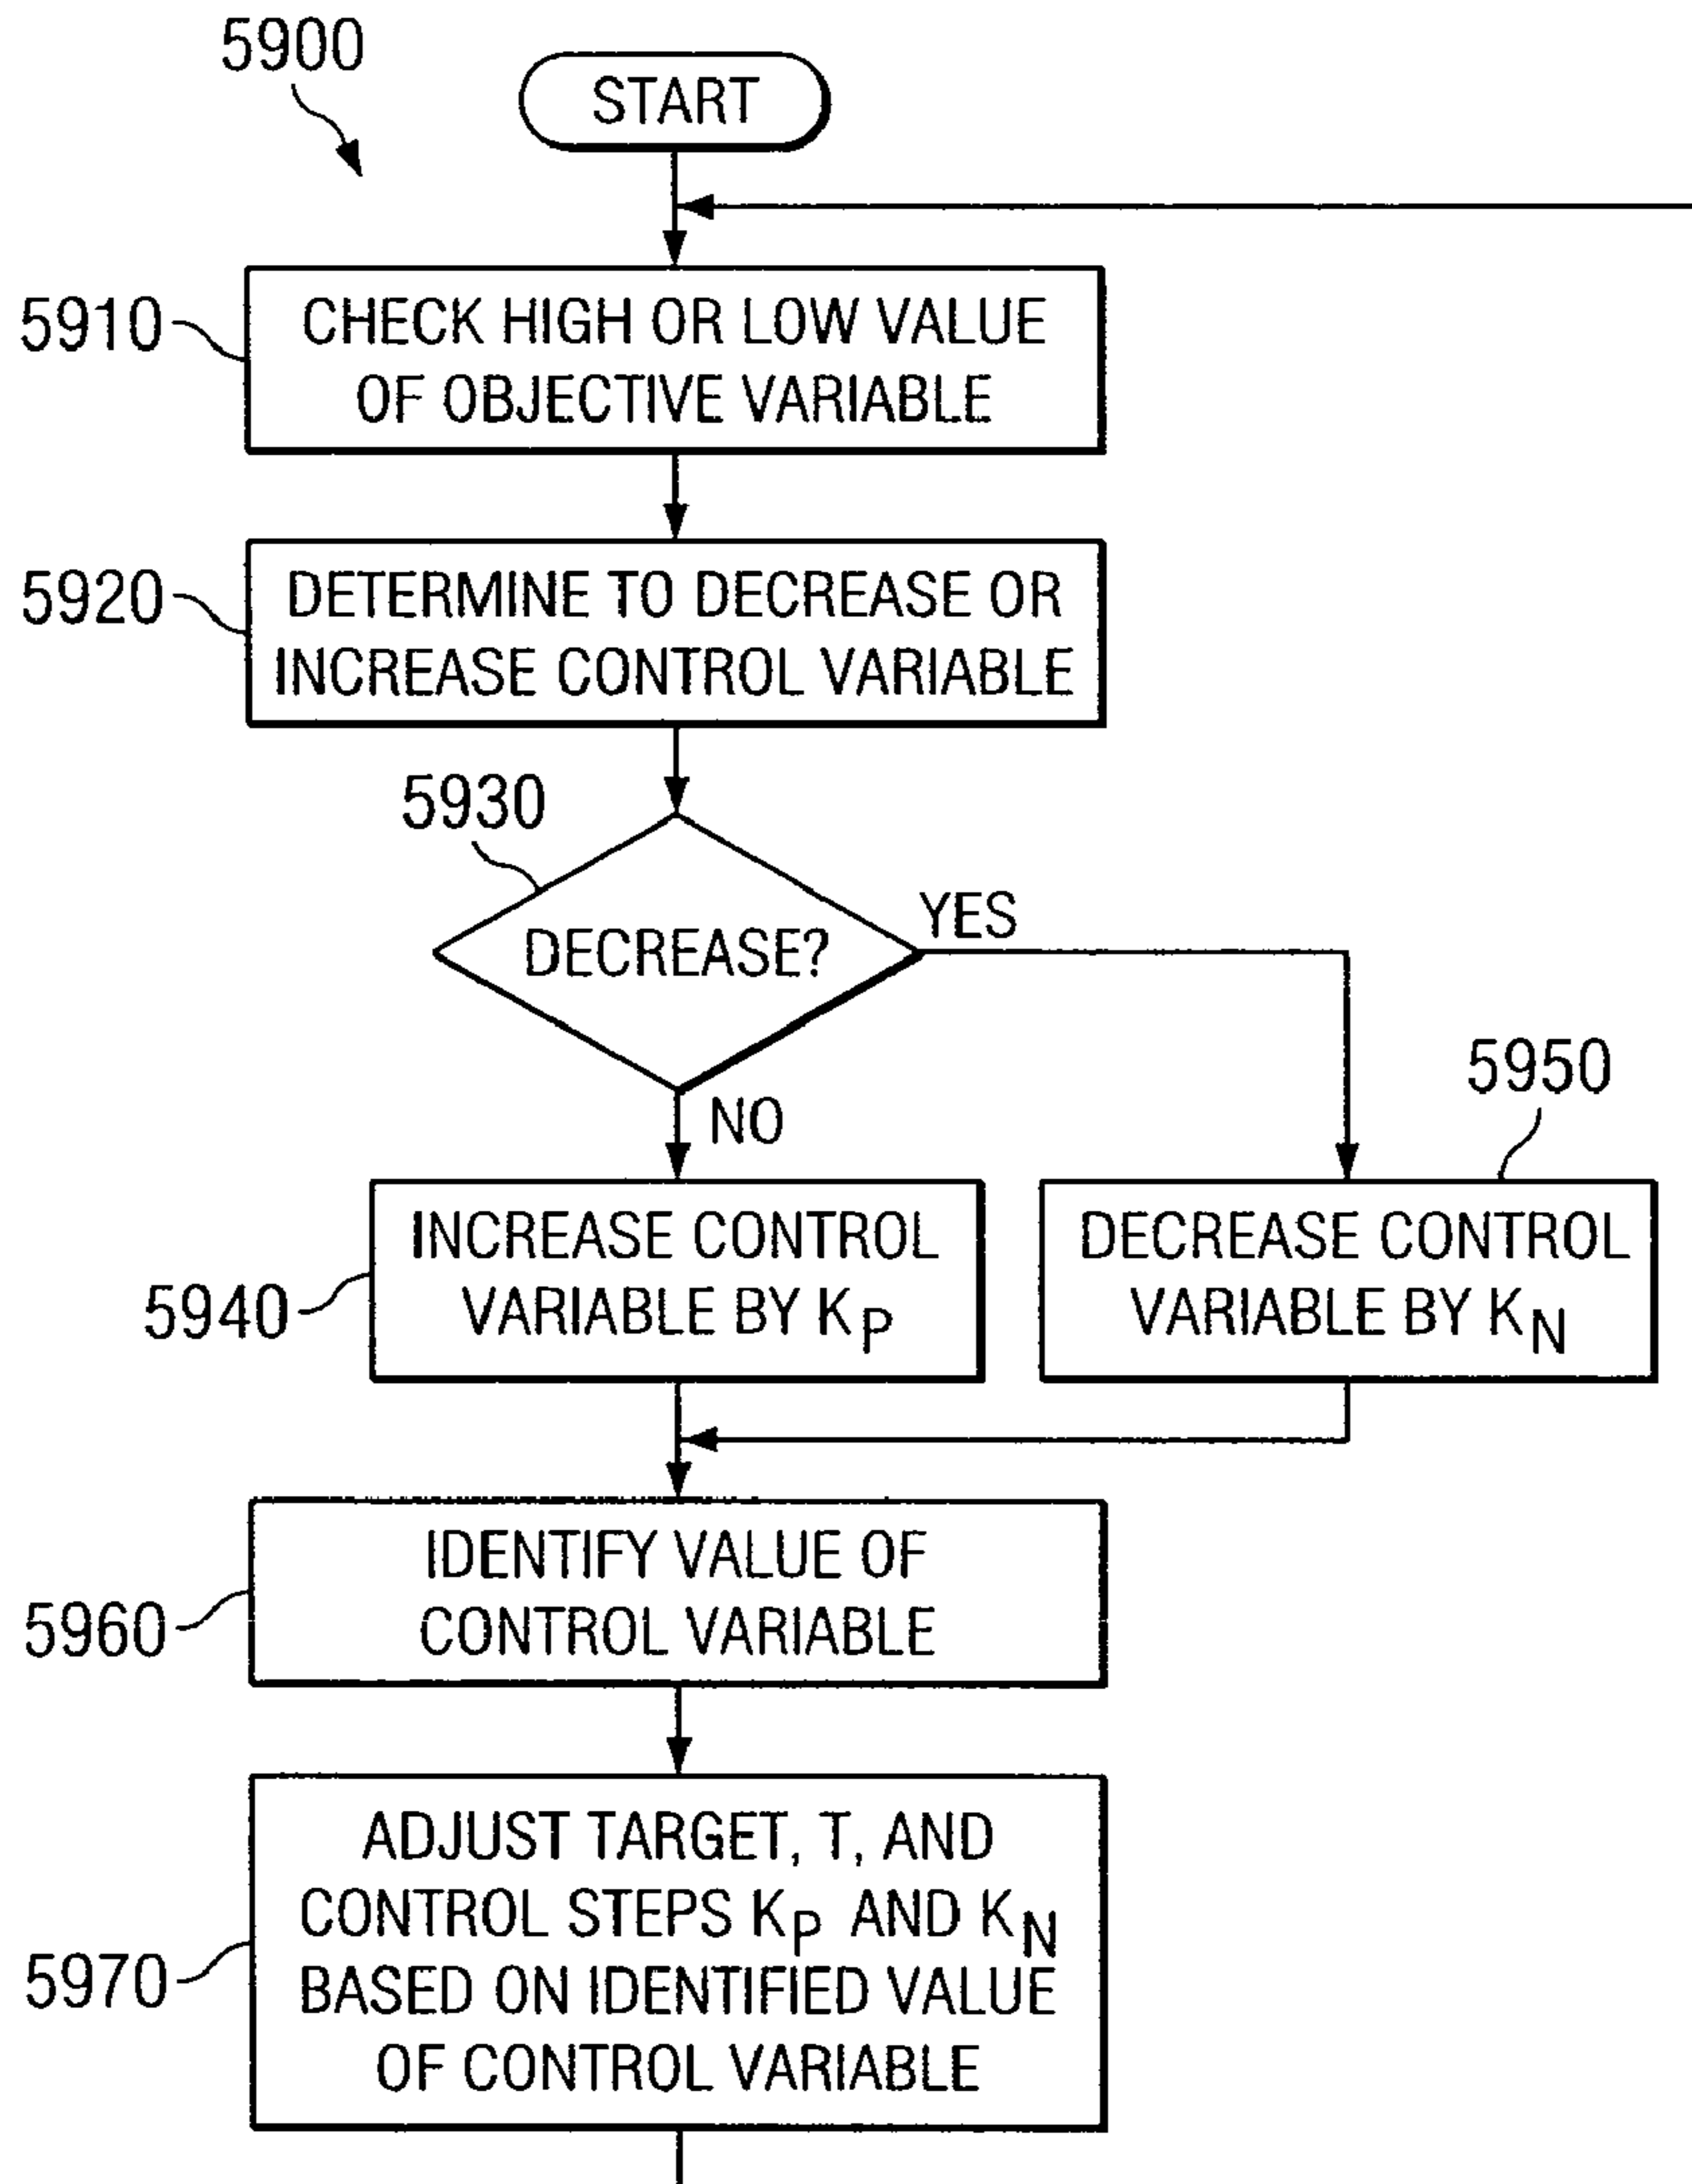 5900
START
5910
CHECK HIGH OR LOW VALUE
OF OBJECTIVE VARIABLE
5920
DETERMINE TO DECREASE OR
INCREASE CONTROL VARIABLE
5930
DECREASE?
YES
NO
5940
INCREASE CONTROL
VARIABLE BY KP
5950
DECREASE CONTROL
VARIABLE BY KN
5960
IDENTIFY VALUE OF
CONTROL VARIABLE
5970
ADJUST TARGET, T, AND
CONTROL STEPS KP AND KN
BASED ON IDENTIFIED VALUE
OF CONTROL VARIABLE